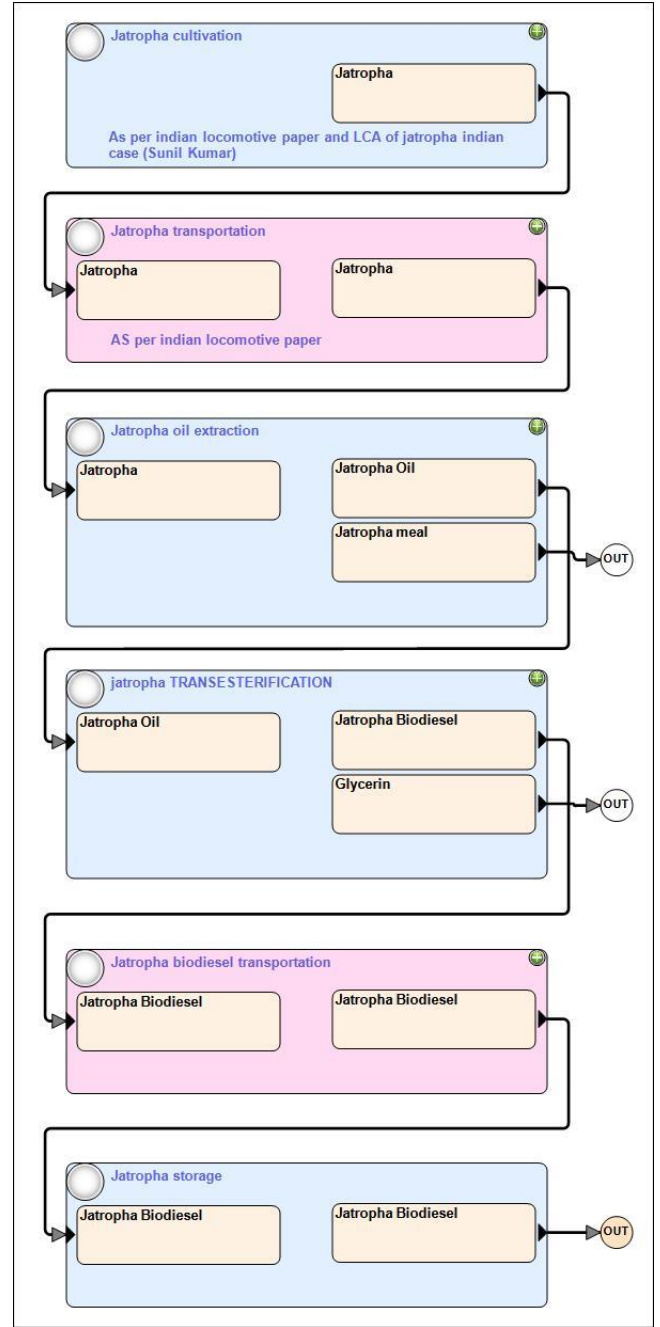 Jatropha cultivation
Jatropha
As per indian locomotive paper and LCA of jatropha indian
case (Sunil Kumar)
Jatropha transportation
Jatropha
Jatropha
AS per indian locomotive paper
Jatropha oil extraction
Jatropha
Jatropha Oil
Jatropha meal
OUT
jatropha TRANSESTERIFICATION
Jatropha Oil
Jatropha Biodiesel
Glycerin
OUT
Jatropha biodiesel transportation
Jatropha Biodiesel
Jatropha Biodiesel
Jatropha storage
Jatropha Biodiesel
Jatropha Biodiesel
OUT